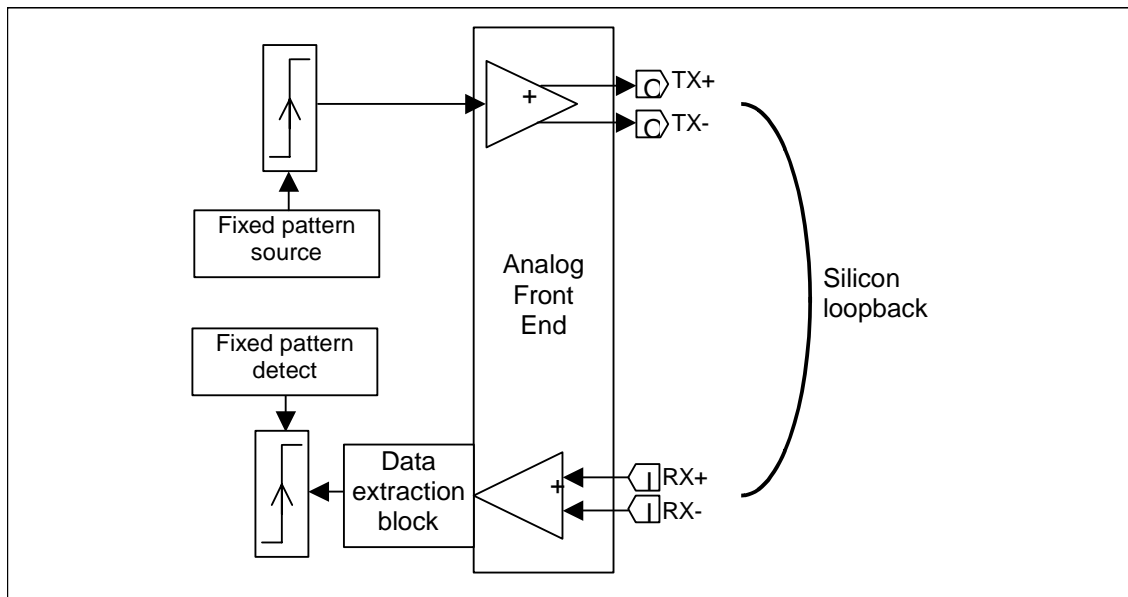 +
C TX+
C TX-
Fixed pattern
source
Analog
Front
End
Silicon
loopback
Fixed pattern
detect
Data
extraction
block
+
I RX+
I RX-